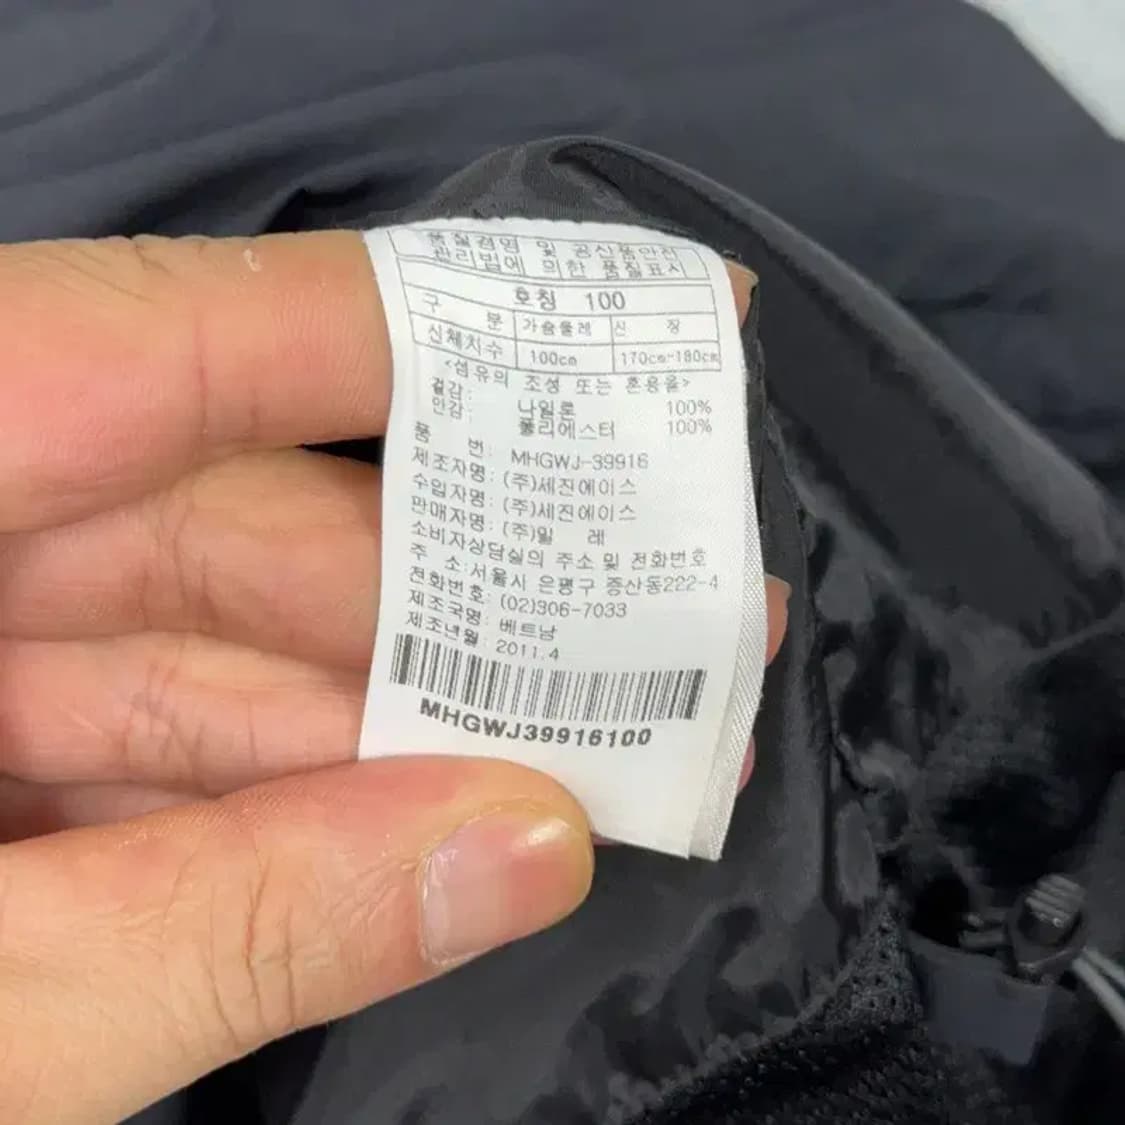 품질경영 및 공산품안전
관리법에 의한 품질표시
호칭 100
구 분 가슴둘레 신 장
신체치수 100cm 170cm~180cm
<섬유의 조성 또는 혼용율>
겉감: 나일론 100%
안감: 폴리에스터 100%
품 번: MHGWJ-39916
제조자명: (주)세진에이스
수입자명: (주)세진에이스
판매자명: (주)밀 레
소비자상담실의 주소 및 전화번호
주 소:서울시 은평구 증산동222-4
전화번호: (02)306-7033
제조국명: 베트남
제조년월: 2011.4
MHGWJ39916100